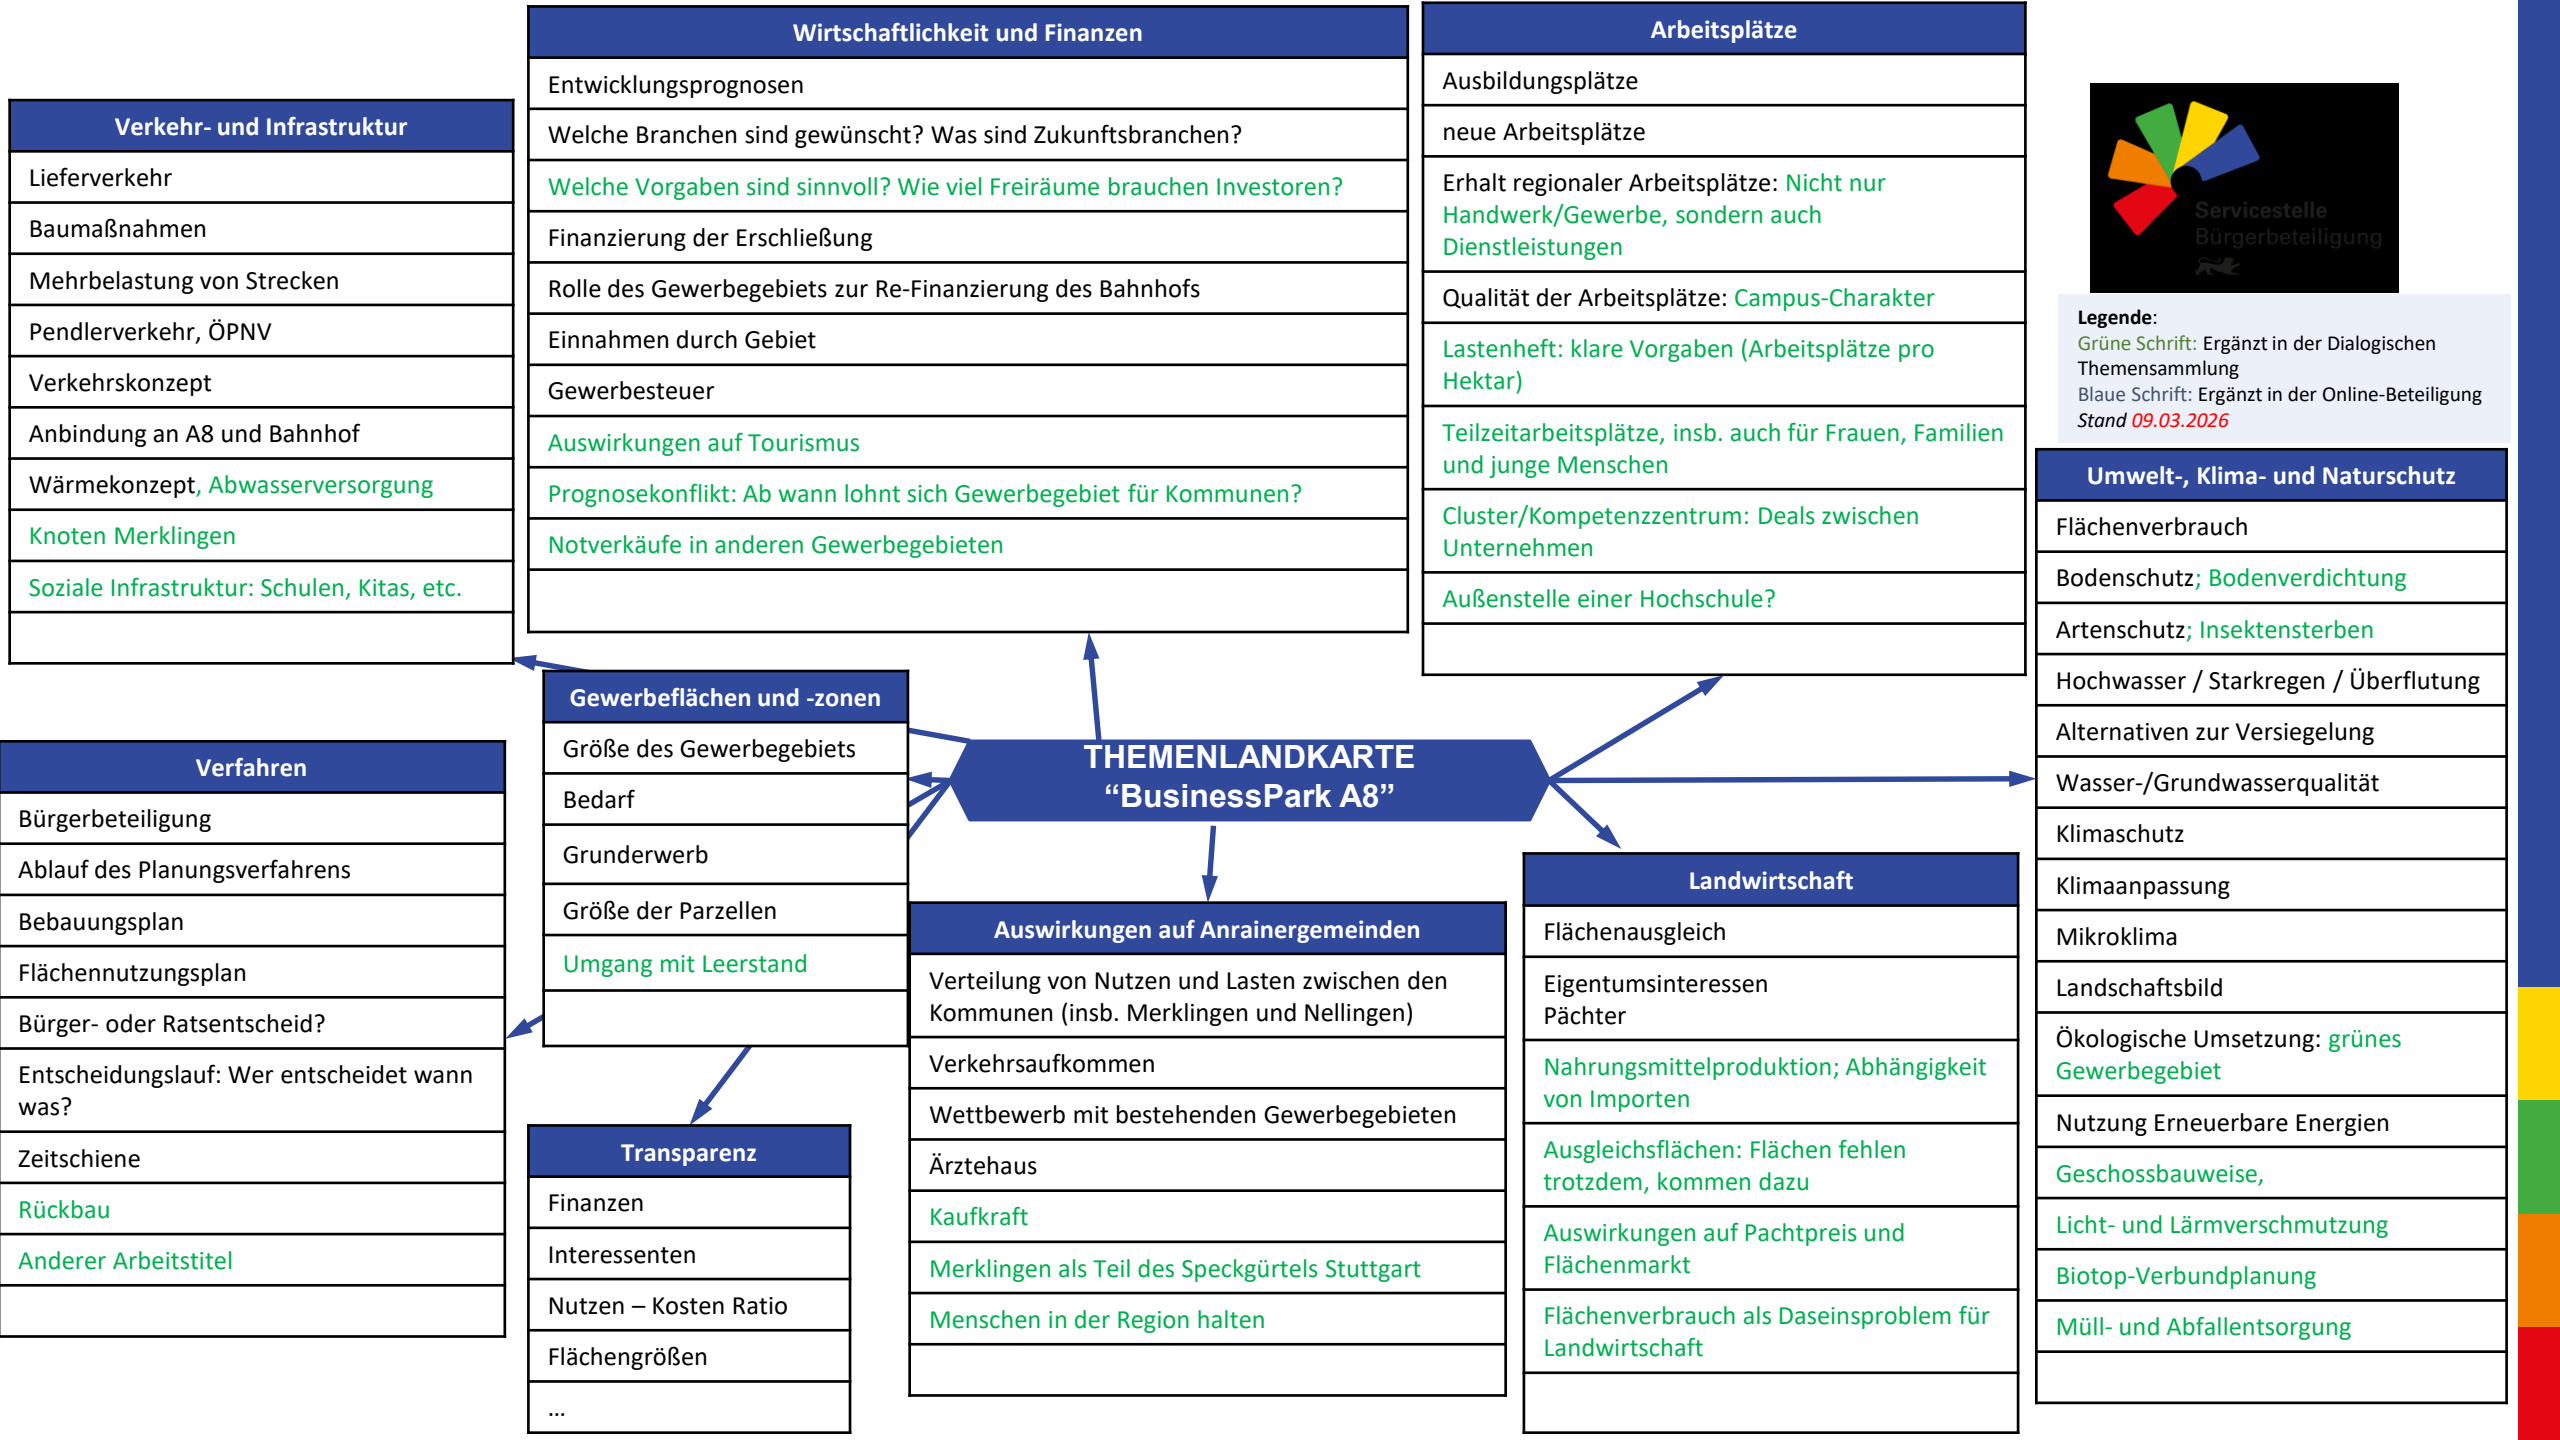 Verkehr- und Infrastruktur
Lieferverkehr
Baumaßnahmen
Mehrbelastung von Strecken
Pendlerverkehr, ÖPNV
Verkehrskonzept
Anbindung an A8 und Bahnhof
Wärmekonzept, Abwasserversorgung
Knoten Merklingen
Soziale Infrastruktur: Schulen, Kitas, etc.
Wirtschaftlichkeit und Finanzen
Entwicklungsprognosen
Welche Branchen sind gewünscht? Was sind Zukunftsbranchen?
Welche Vorgaben sind sinnvoll? Wie viel Freiräume brauchen Investoren?
Finanzierung der Erschließung
Rolle des Gewerbegebiets zur Re-Finanzierung des Bahnhofs
Einnahmen durch Gebiet
Gewerbesteuer
Auswirkungen auf Tourismus
Prognosekonflikt: Ab wann lohnt sich Gewerbegebiet für Kommunen?
Notverkäufe in anderen Gewerbegebieten
Arbeitsplätze
Ausbildungsplätze
neue Arbeitsplätze
Erhalt regionaler Arbeitsplätze: Nicht nur
Handwerk/Gewerbe, sondern auch
Dienstleistungen
Qualität der Arbeitsplätze: Campus-Charakter
Lastenheft: klare Vorgaben (Arbeitsplätze pro
Hektar)
Teilzeitarbeitsplätze, insb. auch für Frauen, Familien
und junge Menschen
Cluster/Kompetenzzentrum: Deals zwischen
Unternehmen
Außenstelle einer Hochschule?
Servicestelle
Bürgerbeteiligung
Legende:
Grüne Schrift: Ergänzt in der Dialogischen
Themensammlung
Blaue Schrift: Ergänzt in der Online-Beteiligung
Stand 09.03.2026
Umwelt-, Klima- und Naturschutz
Flächenverbrauch
Bodenschutz; Bodenverdichtung
Artenschutz; Insektensterben
Hochwasser / Starkregen / Überflutung
Alternativen zur Versiegelung
Wasser-/Grundwasserqualität
Klimaschutz
Klimaanpassung
Mikroklima
Landschaftsbild
Ökologische Umsetzung: grünes
Gewerbegebiet
Nutzung Erneuerbare Energien
Geschossbauweise,
Licht- und Lärmverschmutzung
Biotop-Verbundplanung
Müll- und Abfallentsorgung
THEMENLANDKARTE
“BusinessPark A8”
Gewerbeflächen und -zonen
Größe des Gewerbegebiets
Bedarf
Grunderwerb
Größe der Parzellen
Umgang mit Leerstand
Verfahren
Bürgerbeteiligung
Ablauf des Planungsverfahrens
Bebauungsplan
Flächennutzungsplan
Bürger- oder Ratsentscheid?
Entscheidungslauf: Wer entscheidet wann
was?
Zeitschiene
Rückbau
Anderer Arbeitstitel
Transparenz
Finanzen
Interessenten
Nutzen – Kosten Ratio
Flächengrößen
...
Auswirkungen auf Anrainergemeinden
Verteilung von Nutzen und Lasten zwischen den
Kommunen (insb. Merklingen und Nellingen)
Verkehrsaufkommen
Wettbewerb mit bestehenden Gewerbegebieten
Ärztehaus
Kaufkraft
Merklingen als Teil des Speckgürtels Stuttgart
Menschen in der Region halten
Landwirtschaft
Flächenausgleich
Eigentumsinteressen
Pächter
Nahrungsmittelproduktion; Abhängigkeit
von Importen
Ausgleichsflächen: Flächen fehlen
trotzdem, kommen dazu
Auswirkungen auf Pachtpreis und
Flächenmarkt
Flächenverbrauch als Daseinsproblem für
Landwirtschaft